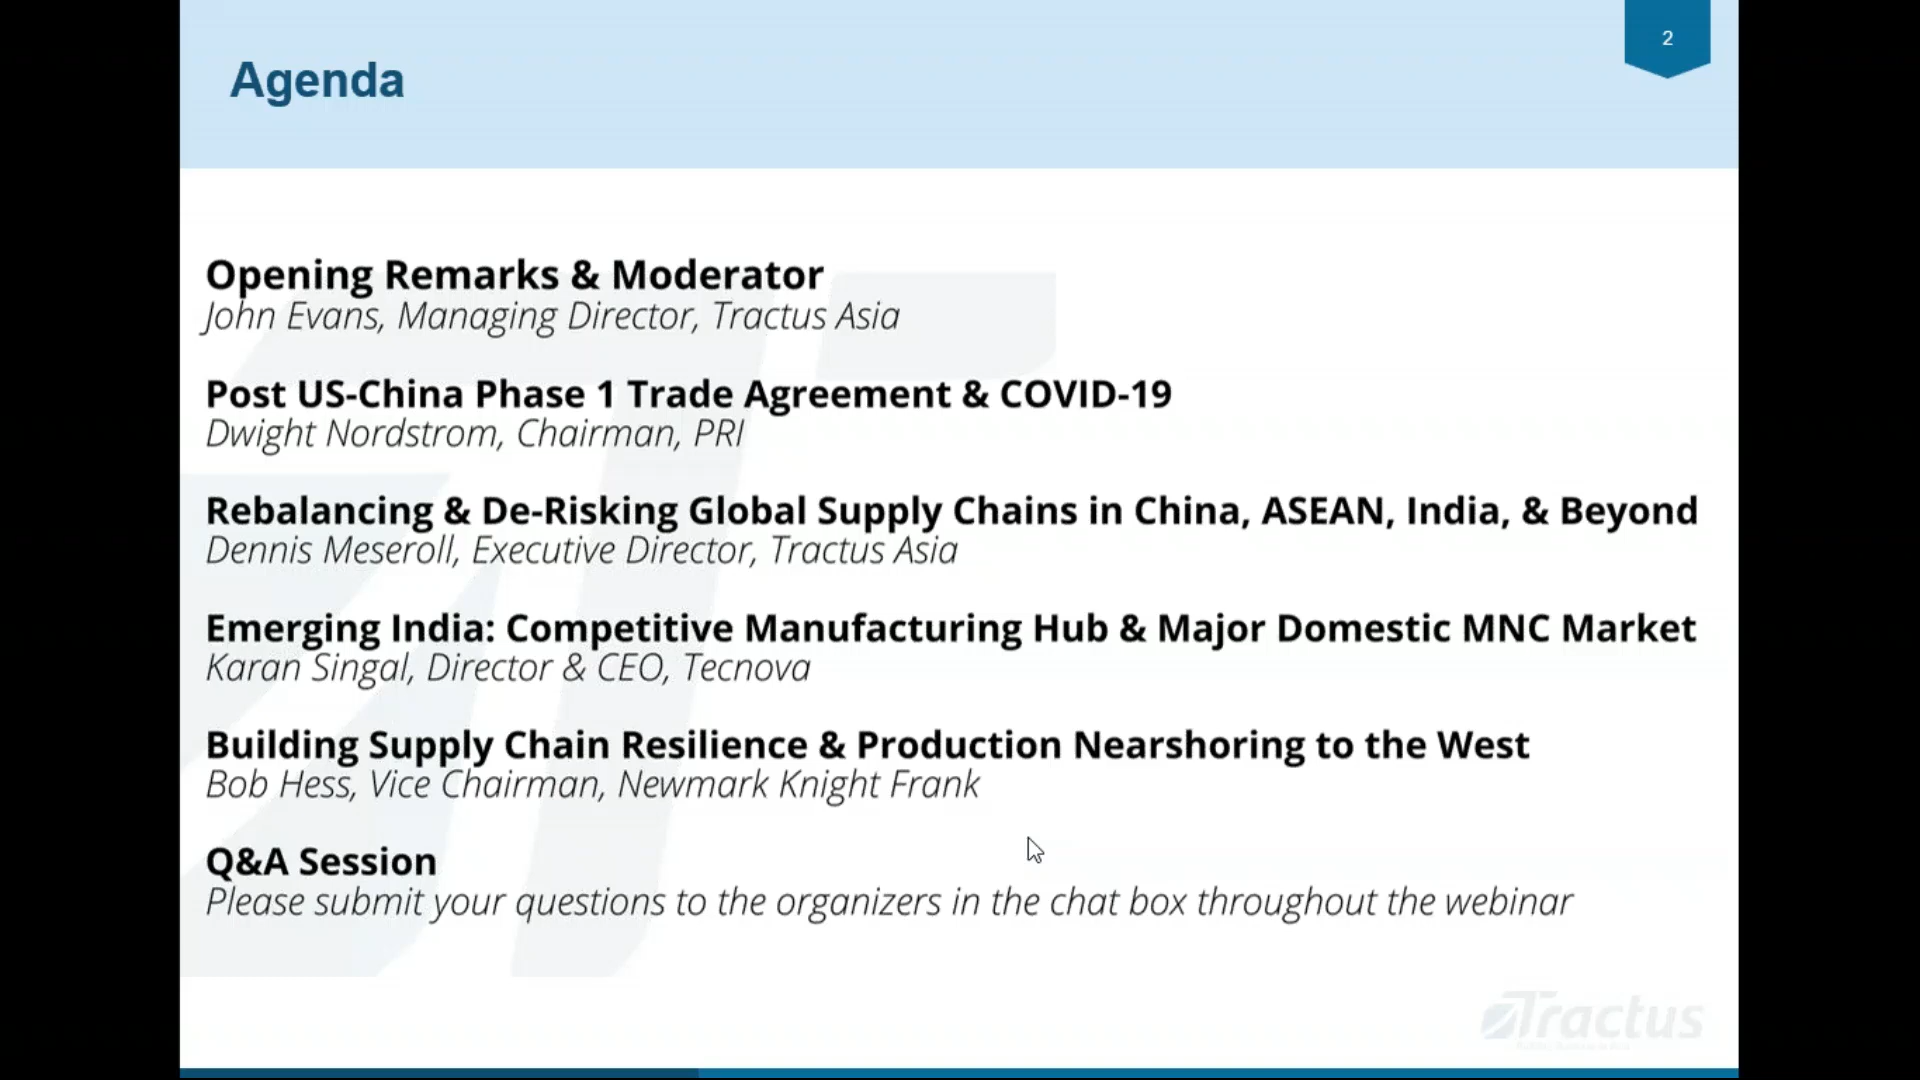 2
Agenda
Opening Remarks & Moderator
John Evans, Managing Director, Tractus Asia
Post US-China Phase 1 Trade Agreement & COVID-19
Dwight Nordstrom, Chairman, PRI
Rebalancing & De-Risking Global Supply Chains in China, ASEAN, India, & Beyond
Dennis Meseroll, Executive Director, Tractus Asia
Emerging India: Competitive Manufacturing Hub & Major Domestic MNC Market
Karan Singal, Director & CEO, Tecnova
Building Supply Chain Resilience & Production Nearshoring to the West
Bob Hess, Vice Chairman, Newmark Knight Frank
Q&A Session
Please submit your questions to the organizers in the chat box throughout the webinar
Tractus